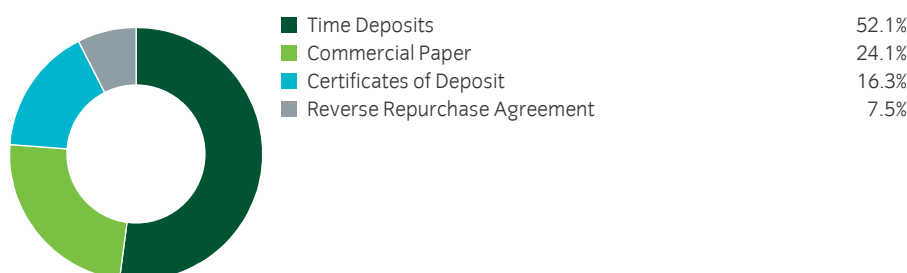 Time Deposits 52.1%
Commercial Paper 24.1%
Certificates of Deposit 16.3%
Reverse Repurchase Agreement 7.5%